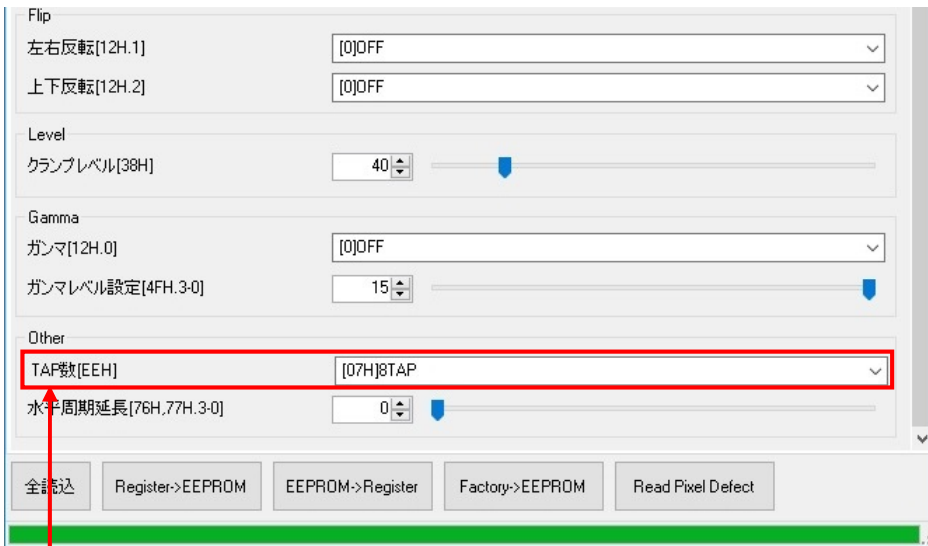 Flip
左右反転[12H.1] [0]OFF
上下反転[12H.2] [0]OFF
Level
クランプレベル[38H] 40
Gamma
ガンマ[12H.0] [0]OFF
ガンマレベル設定[4FH.3-0] 15
Other
TAP数[EEH] [07H]8TAP
水平周期延長[76H,77H.3-0] 0
全読込 Register->EEPROM EEPROM->Register Factory->EEPROM Read Pixel Defect